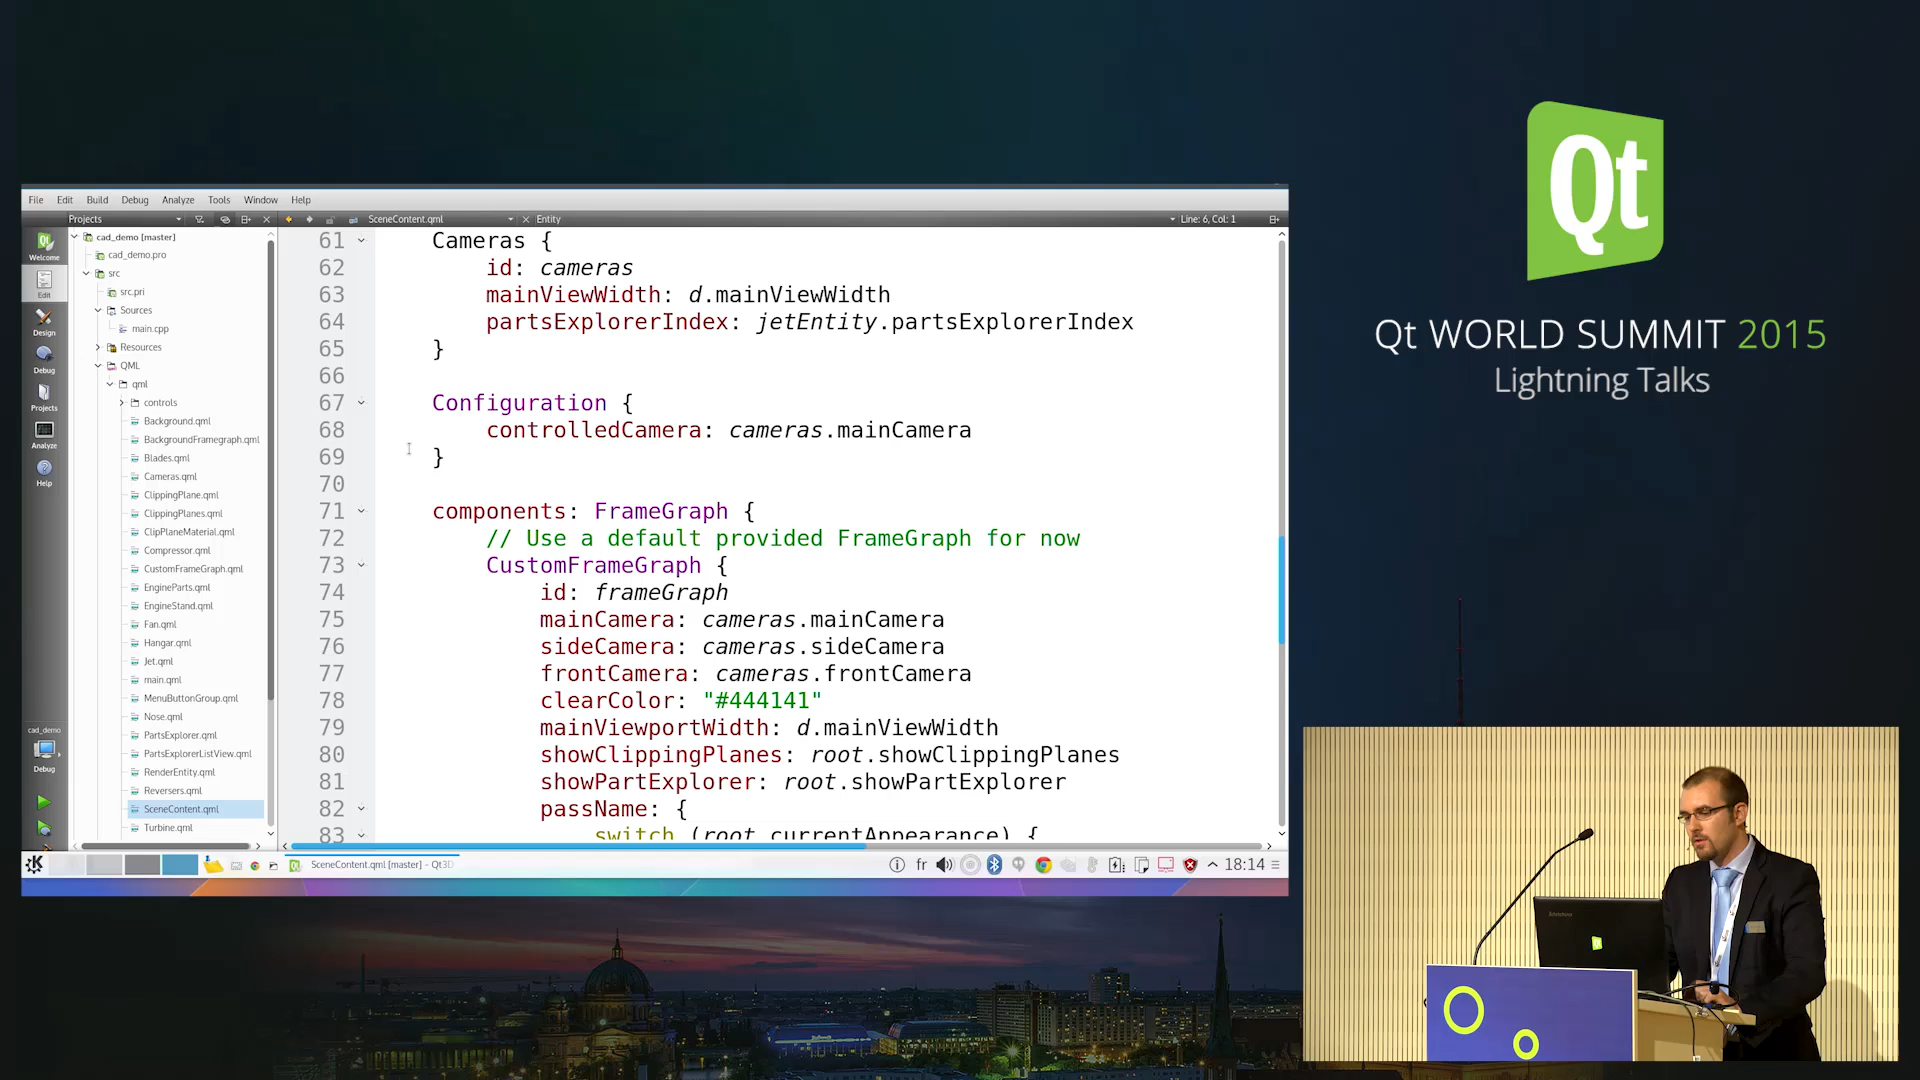 File Edit Build Debug Analyze Tools Window Help
Projects SceneContent.qml Entity Line: 6, Col: 1
Welcome
Edit
Design
Debug
Projects
Analyze
Help
cad_demo
Debug
cad_demo [master]
cad_demo.pro
src
src.pri
Sources
main.cpp
Resources
QML
qml
controls
Background.qml
BackgroundFramegraph.qml
Blades.qml
Cameras.qml
ClippingPlane.qml
ClippingPlanes.qml
ClipPlaneMaterial.qml
Compressor.qml
CustomFrameGraph.qml
EngineParts.qml
EngineStand.qml
Fan.qml
Hangar.qml
Jet.qml
main.qml
MenuButtonGroup.qml
Nose.qml
PartsExplorer.qml
PartsExplorerListView.qml
RenderEntity.qml
Reversers.qml
SceneContent.qml
Turbine.qml
61 Cameras {
62 id: cameras
63 mainViewWidth: d.mainViewWidth
64 partsExplorerIndex: jetEntity.partsExplorerIndex
65 }
66
67 Configuration {
68 controlledCamera: cameras.mainCamera
69 }
70
71 components: FrameGraph {
72 // Use a default provided FrameGraph for now
73 CustomFrameGraph {
74 id: frameGraph
75 mainCamera: cameras.mainCamera
76 sideCamera: cameras.sideCamera
77 frontCamera: cameras.frontCamera
78 clearColor: "#444141"
79 mainViewportWidth: d.mainViewWidth
80 showClippingPlanes: root.showClippingPlanes
81 showPartExplorer: root.showPartExplorer
82 passName: {
83 switch (root.currentAppearance) {
SceneContent.qml [master] - Qt3D
fr 18:14
Qt
Qt WORLD SUMMIT 2015
Lightning Talks